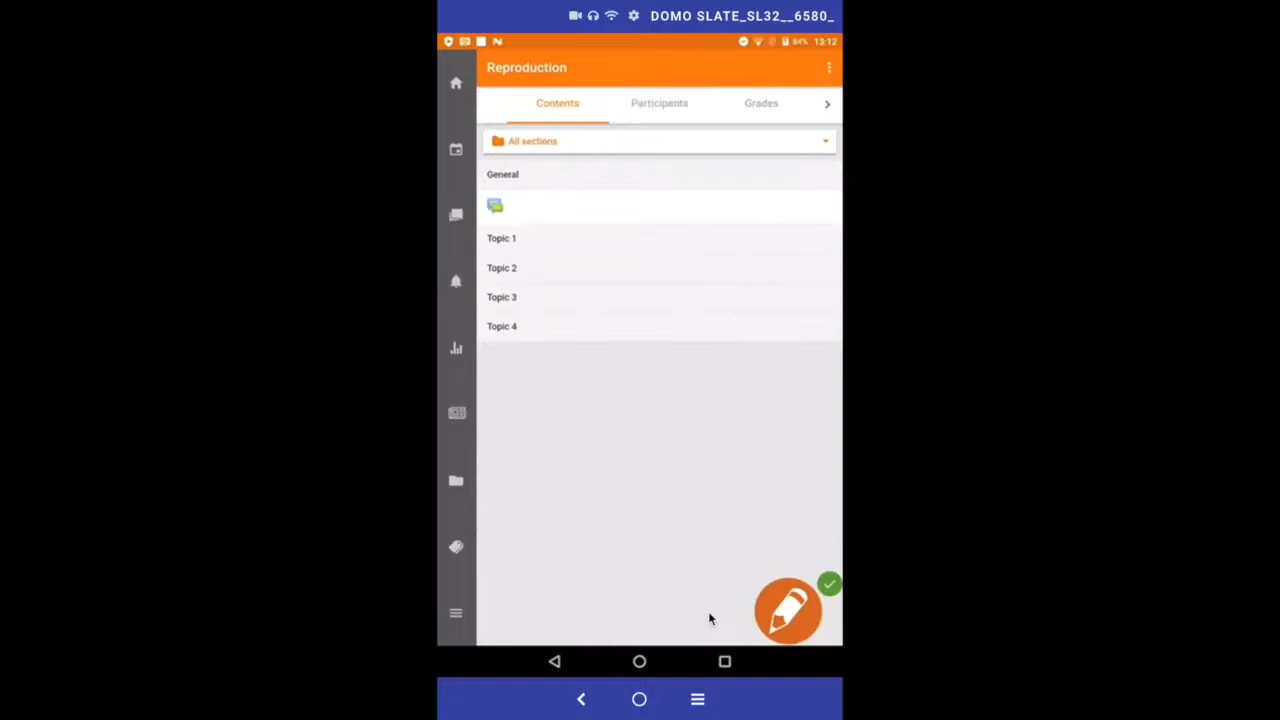 DOMO SLATE_SL32__6580_
84% 13:12
Reproduction
Contents Participants Grades
All sections
General
Topic 1
Topic 2
Topic 3
Topic 4